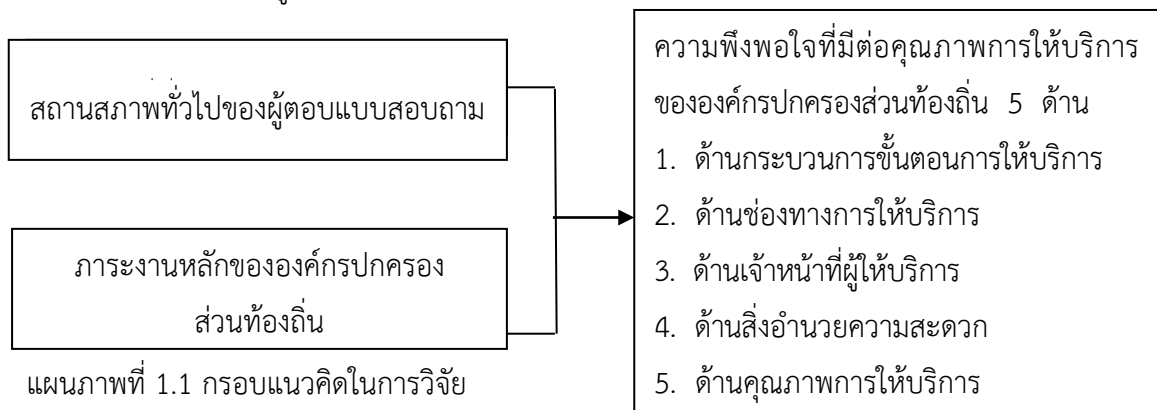 สถานสภาพทั่วไปของผู้ตอบแบบสอบถาม
ภาระงานหลักขององค์กรปกครอง
ส่วนท้องถิ่น
ความพึงพอใจที่มีต่อคุณภาพการให้บริการ
ขององค์กรปกครองส่วนท้องถิ่น 5 ด้าน
1. ด้านกระบวนการขั้นตอนการให้บริการ
2. ด้านช่องทางการให้บริการ
3. ด้านเจ้าหน้าที่ผู้ให้บริการ
4. ด้านสิ่งอำนวยความสะดวก
5. ด้านคุณภาพการให้บริการ
แผนภาพที่ 1.1 กรอบแนวคิดในการวิจัย